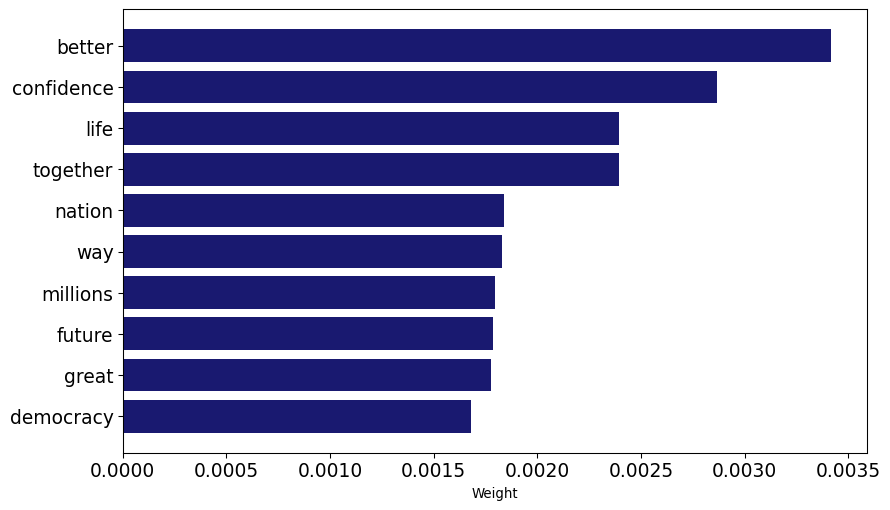 better
confidence
life
together
nation
way
millions
future
great
democracy
0.0000 0.0005 0.0010 0.0015 0.0020 0.0025 0.0030 0.0035
Weight